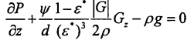 ∂P/∂z + ψ/d (1-ε*)/(ε*)³ |G|/2ρ G_z - ρg = 0